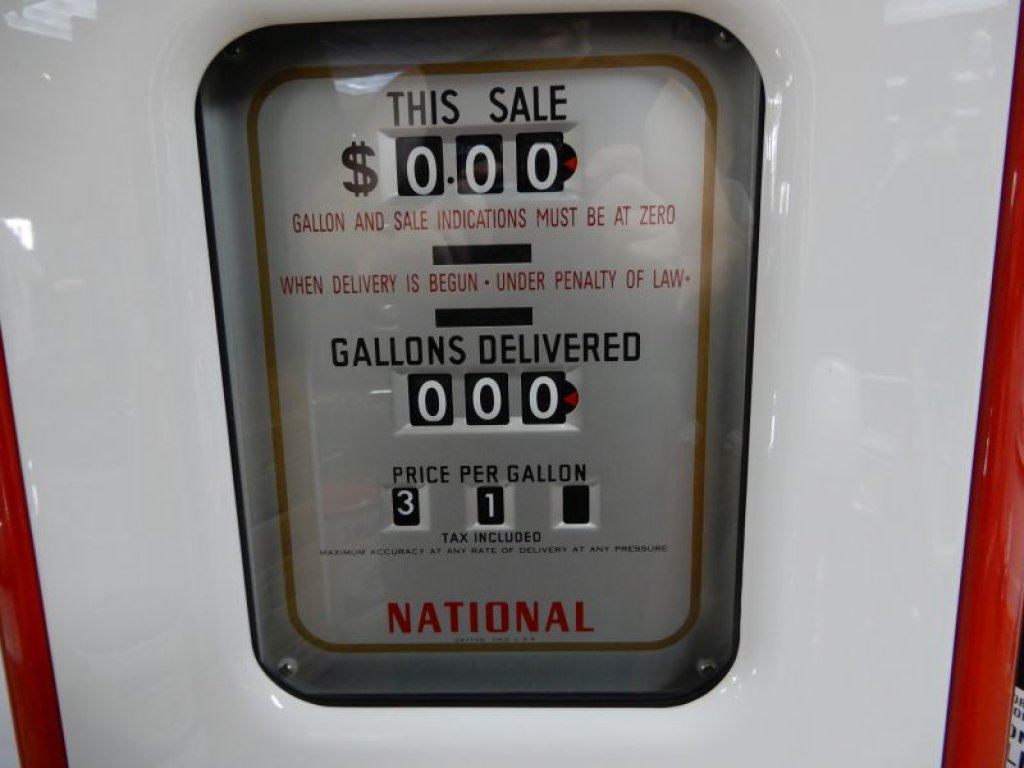 THIS SALE
$ 0.00
GALLON AND SALE INDICATIONS MUST BE AT ZERO
WHEN DELIVERY IS BEGUN • UNDER PENALTY OF LAW •
GALLONS DELIVERED
000
PRICE PER GALLON
3 1
TAX INCLUDED
MAXIMUM ACCURACY AT ANY RATE OF DELIVERY AT ANY PRESSURE
NATIONAL
DAYTON, OHIO U.S.A.